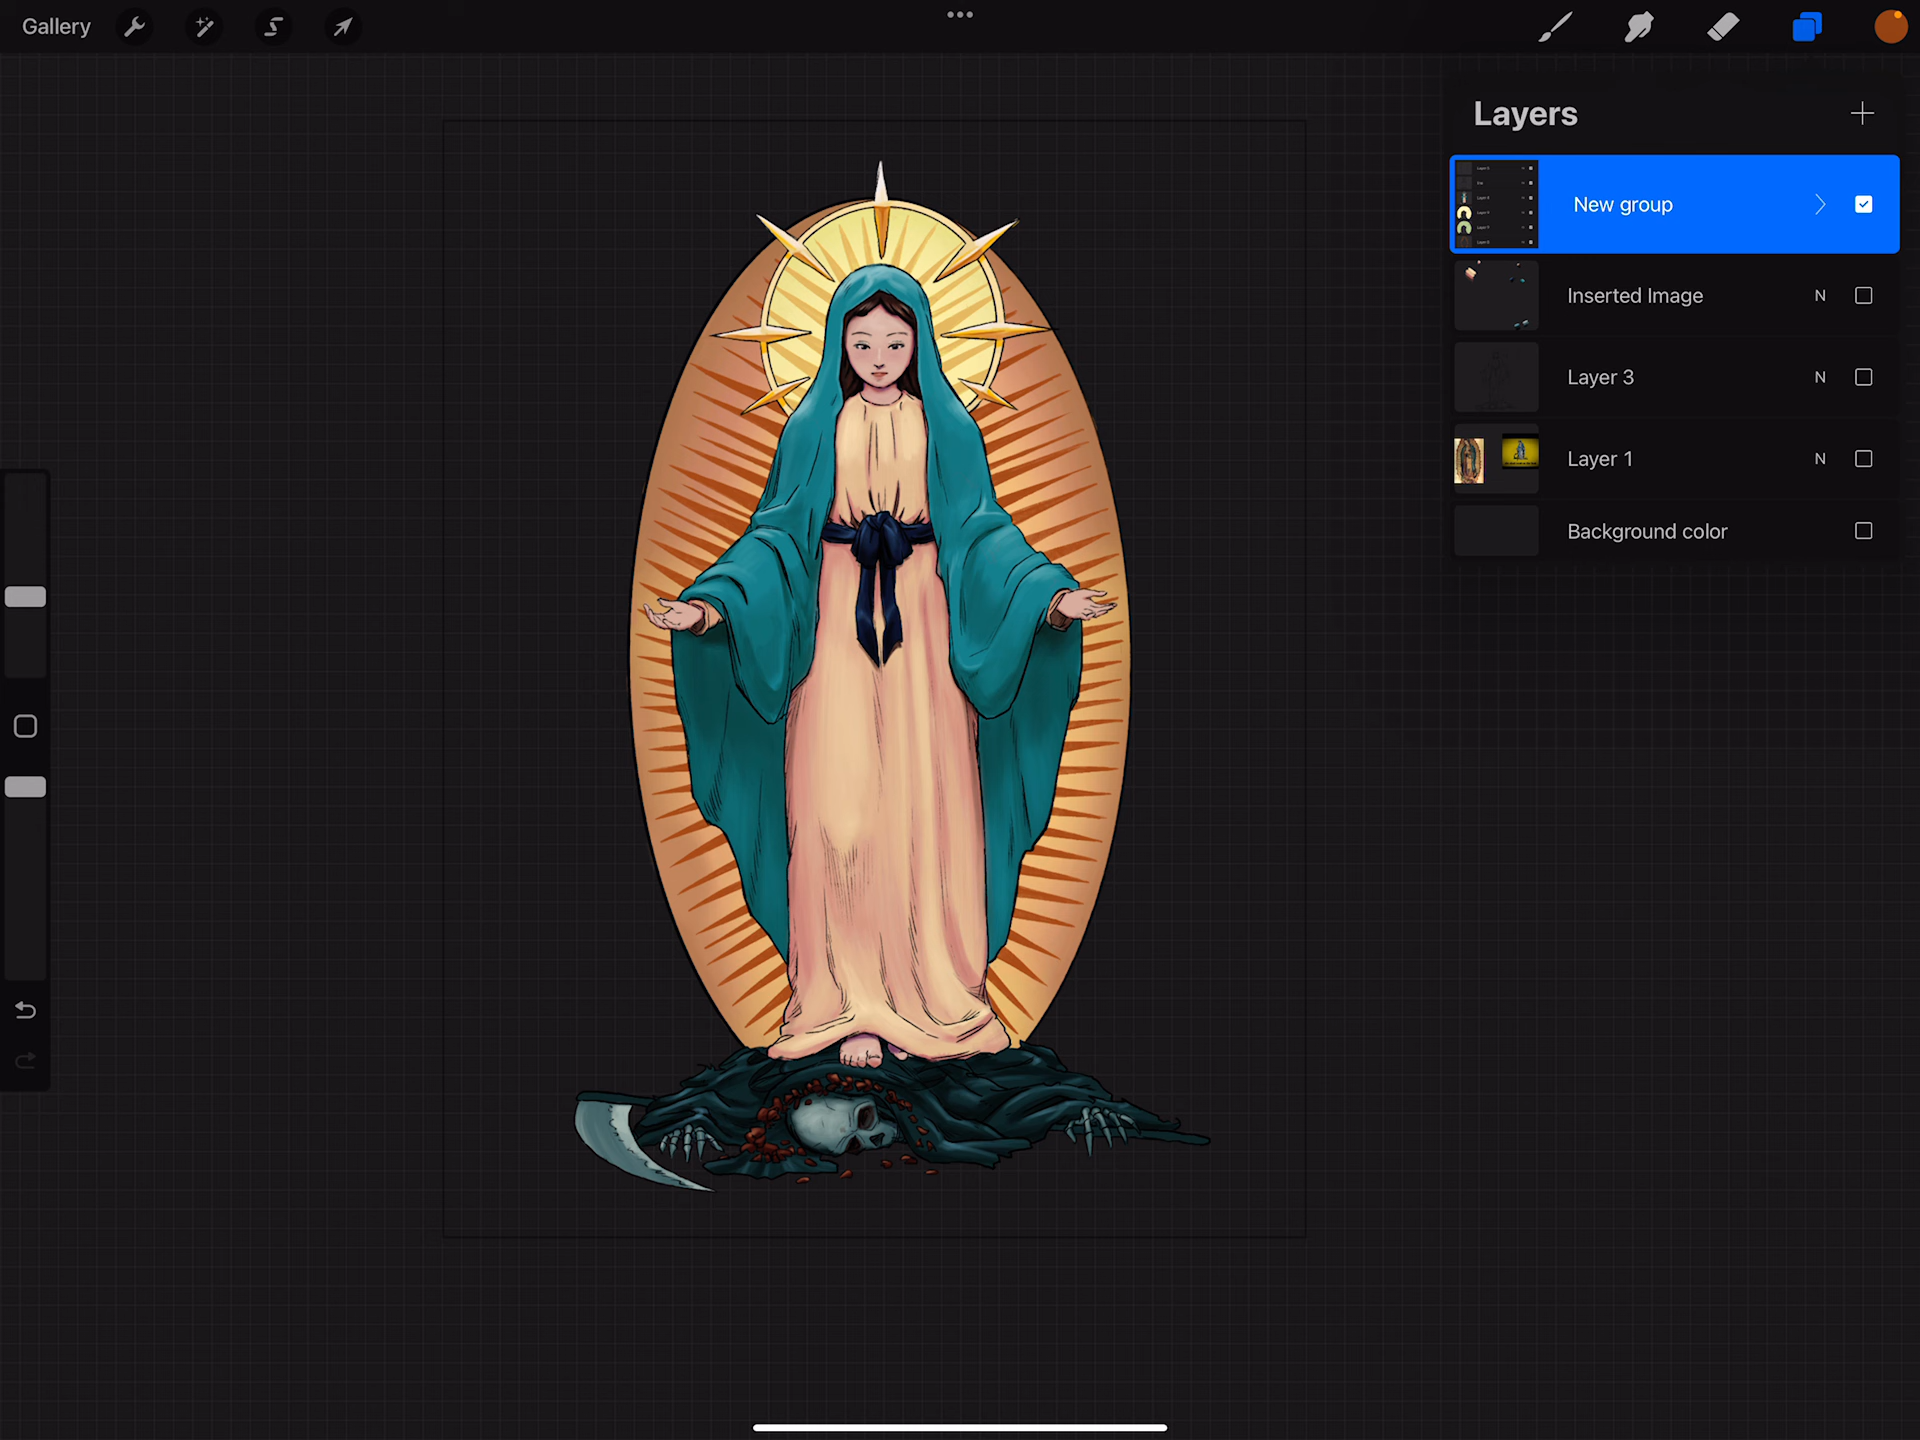 Gallery
Layers
New group
Inserted Image N
Layer 3 N
Layer 1 N
Background color